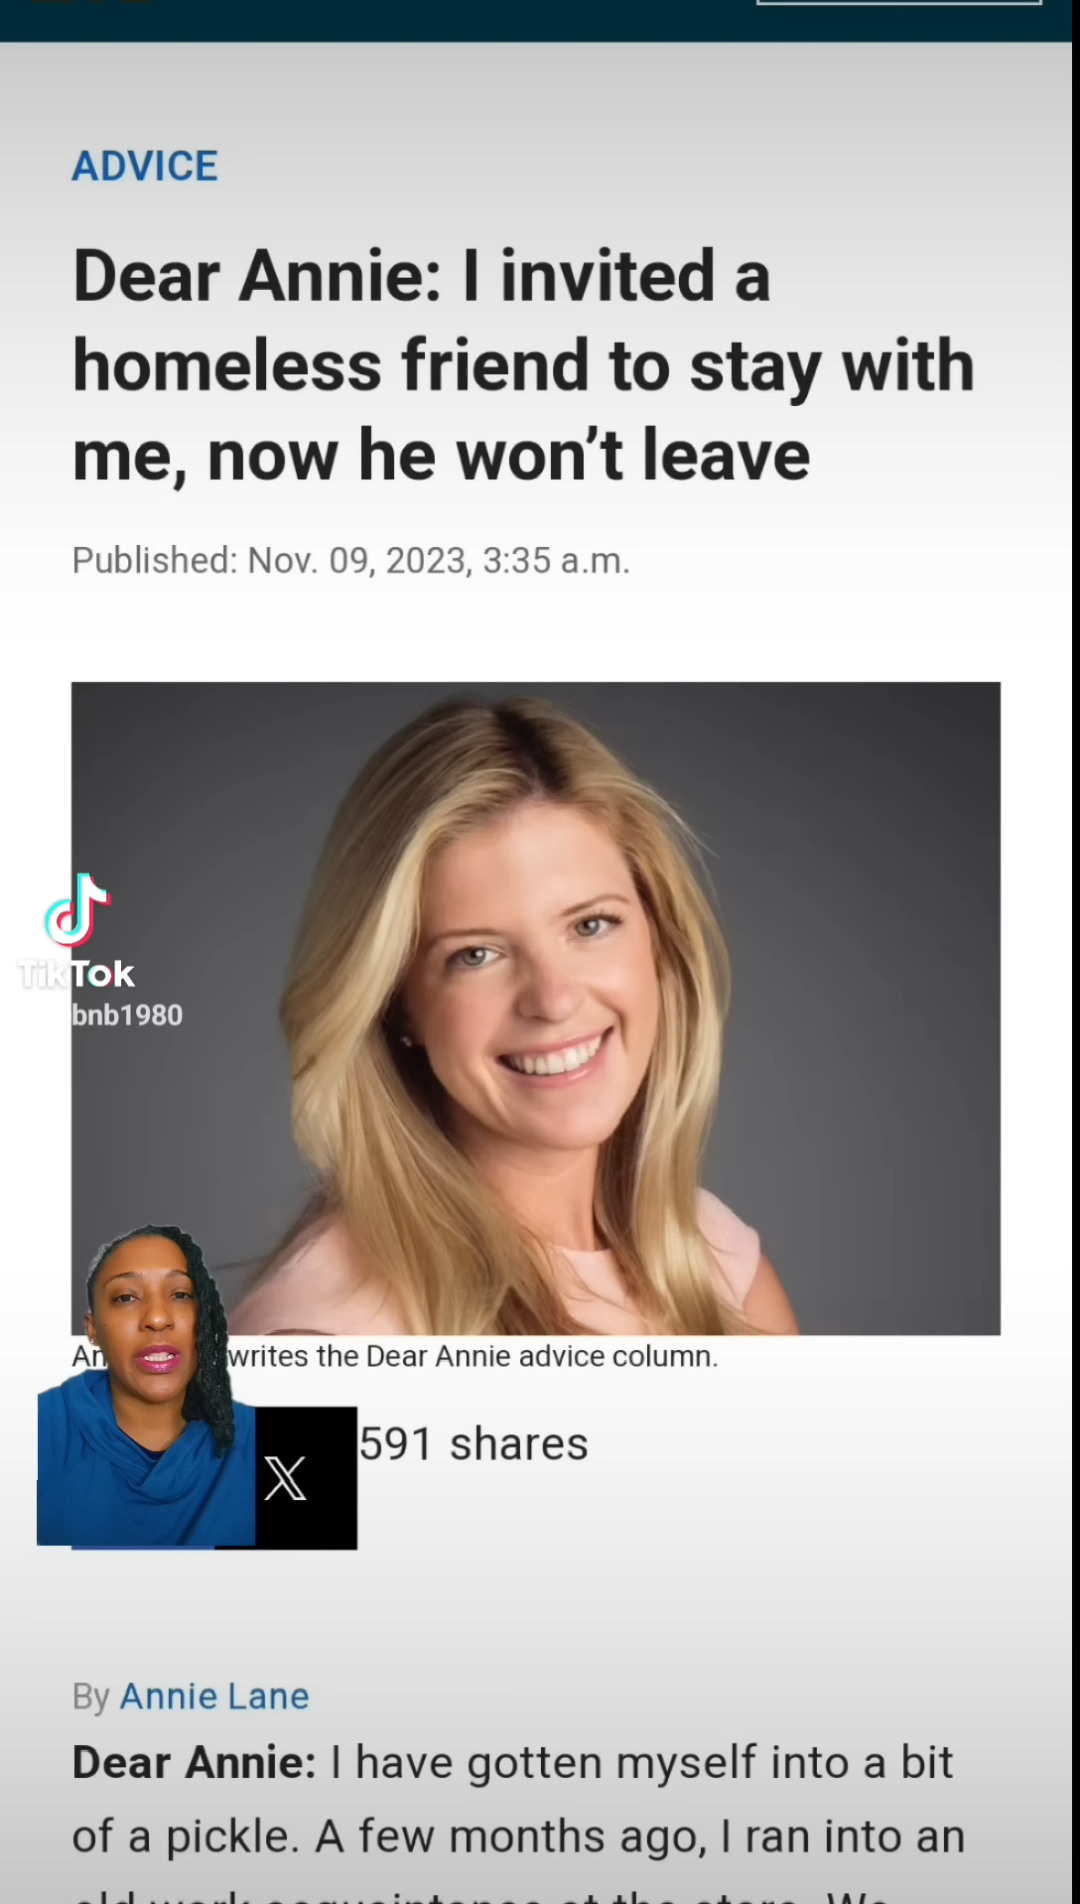 ADVICE
Dear Annie: I invited a
homeless friend to stay with
me, now he won’t leave
Published: Nov. 09, 2023, 3:35 a.m.
TikTok
bnb1980
writes the Dear Annie advice column.
591 shares
By Annie Lane
Dear Annie: I have gotten myself into a bit
of a pickle. A few months ago, I ran into an